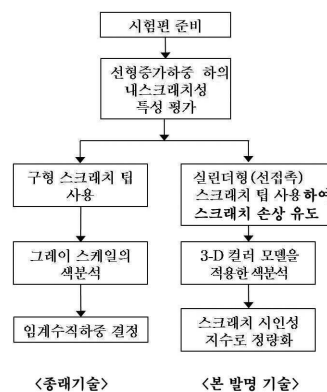 시험편 준비
선형증가하중 하의
내스크래치성
특성 평가
구형 스크래치 팁
사용
그레이 스케일의
색분석
임계수직하중 결정
<종래기술>
실린더형(선접촉)
스크래치 팁 사용하여
스크래치 손상 유도
3-D 컬러 모델을
적용한 색분석
스크래치 시인성
지수로 정량화
<본 발명 기술>